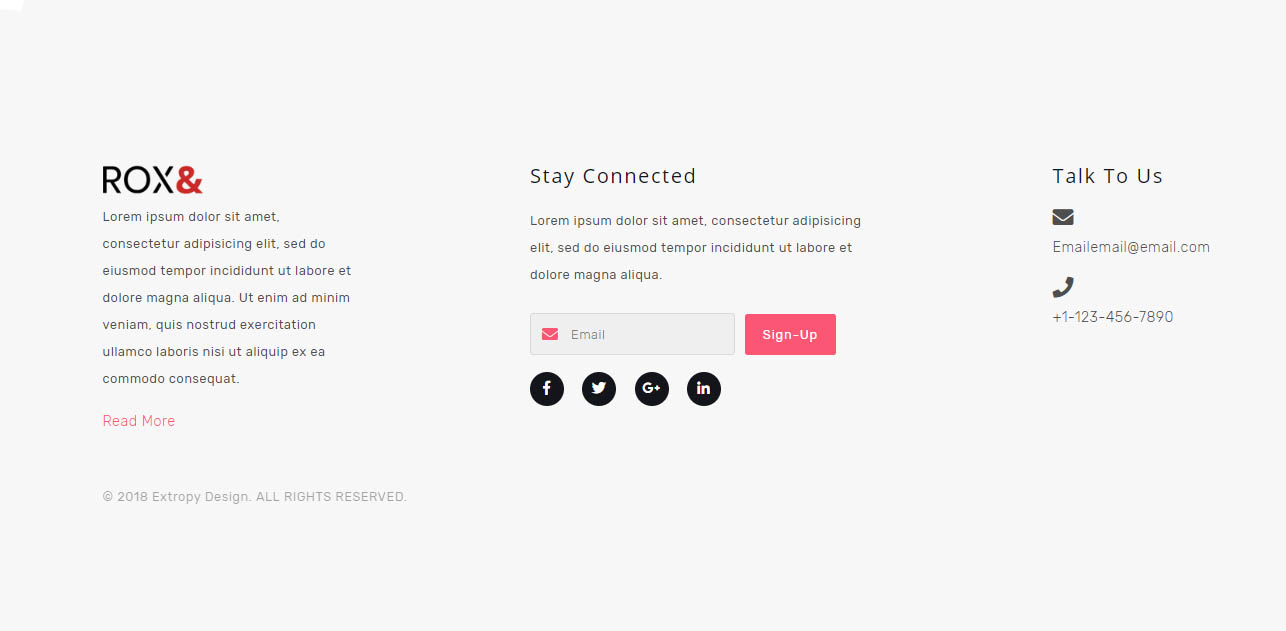 ROX&
Lorem ipsum dolor sit amet,
consectetur adipisicing elit, sed do
eiusmod tempor incididunt ut labore et
dolore magna aliqua. Ut enim ad minim
veniam, quis nostrud exercitation
ullamco laboris nisi ut aliquip ex ea
commodo consequat.
Read More
© 2018 Extropy Design. ALL RIGHTS RESERVED.
Stay Connected
Lorem ipsum dolor sit amet, consectetur adipisicing
elit, sed do eiusmod tempor incididunt ut labore et
dolore magna aliqua.
Email
Sign-Up
f
G+
in
Talk To Us
Emailemail@email.com
+1-123-456-7890